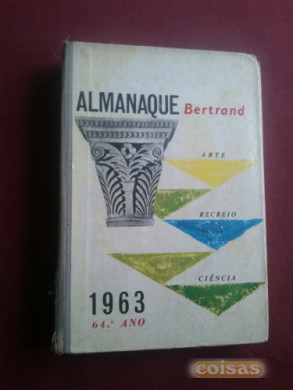 ALMANAQUE Bertrand
ARTE
RECREIO
CIÊNCIA
1963
64.º ANO
coisas